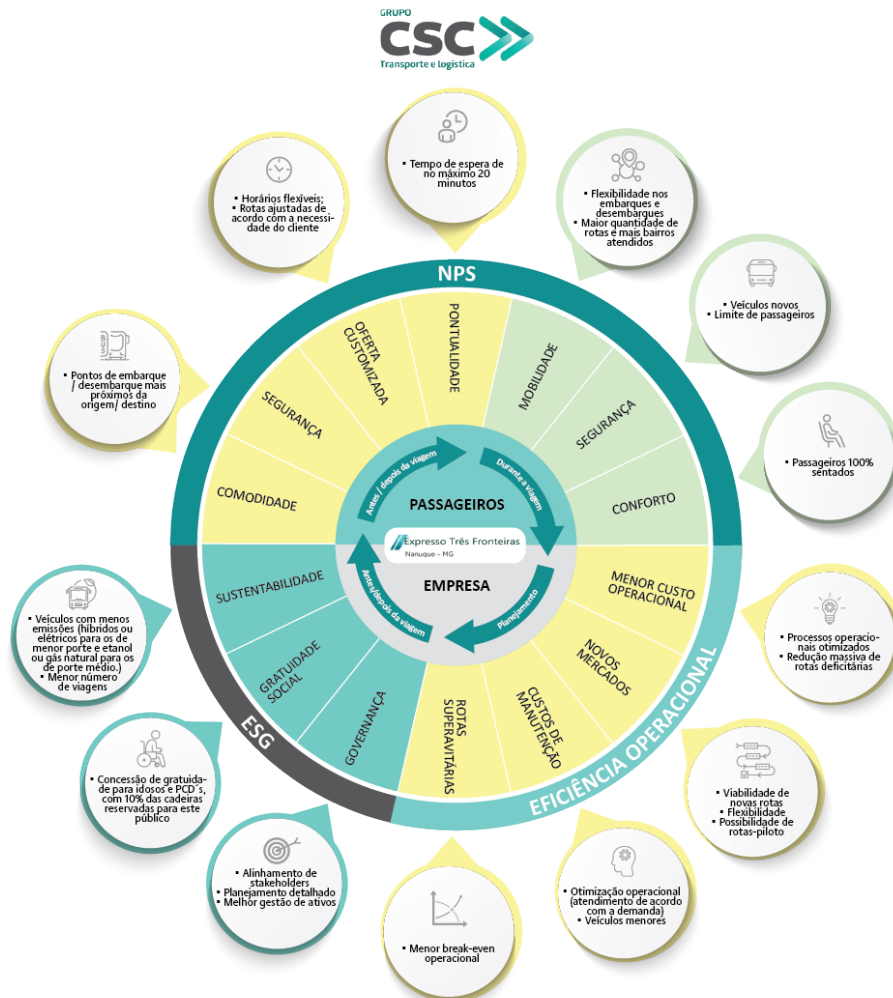 GRUPO
CSC
Transporte e logística
▪ Tempo de espera de
no máximo 20
minutos
▪ Horários flexíveis;
▪ Rotas ajustadas de
acordo com a necessi-
dade do cliente
▪ Flexibilidade nos
embarques e
desembarques
▪ Maior quantidade de
rotas e mais bairros
atendidos
▪ Veículos novos
▪ Limite de passageiros
▪ Pontos de embarque
/ desembarque mais
próximos da
origem/ destino
▪ Passageiros 100%
sentados
NPS
COMODIDADE
SEGURANÇA
OFERTA
CUSTOMIZADA
PONTUALIDADE
MOBILIDADE
SEGURANÇA
CONFORTO
Antes / depois da viagem
Durante a viagem
PASSAGEIROS
Expresso Três Fronteiras
Nanuque - MG
EMPRESA
Antes/depois da viagem
Planejamento
SUSTENTABILIDADE
GRATUIDADE
SOCIAL
GOVERNANÇA
ROTAS
SUPERAVITÁRIAS
CUSTOS DE
MANUTENÇÃO
NOVOS
MERCADOS
MENOR CUSTO
OPERACIONAL
ESG
EFICIÊNCIA OPERACIONAL
▪ Veículos com menos
emissões (híbridos ou
elétricos para os de
menor porte e etanol
ou gás natural para os
de porte médio.)
▪ Menor número
de viagens
▪ Processos operacio-
nais otimizados
▪ Redução massiva de
rotas deficitárias
▪ Concessão de gratuida-
de para idosos e PCD´s,
com 10% das cadeiras
reservadas para este
público
▪ Viabilidade de
novas rotas
▪ Flexibilidade
▪ Possibilidade de
rotas-piloto
▪ Alinhamento de
stakeholders
▪ Planejamento detalhado
▪ Melhor gestão de ativos
▪ Menor break-even
operacional
▪ Otimização operacional
(atendimento de acordo
com a demanda)
▪ Veículos menores